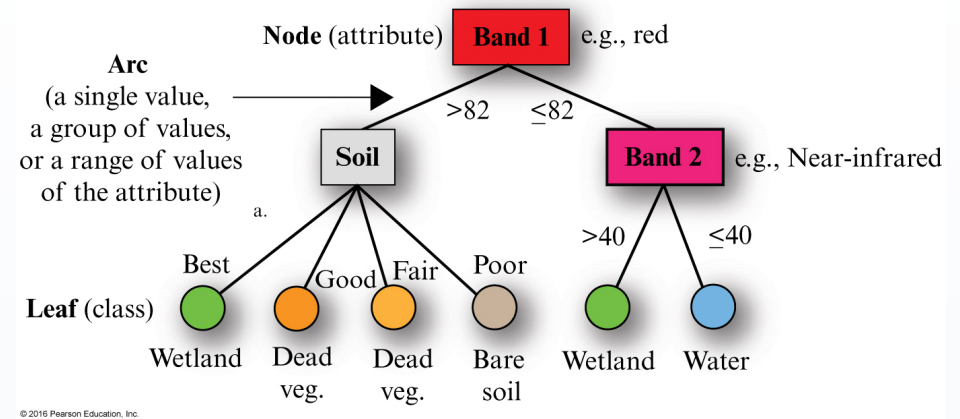 Node (attribute) Band 1 e.g., red
Arc
(a single value,
a group of values,
or a range of values
of the attribute)
>82 ≤82
Soil Band 2 e.g., Near-infrared
a.
>40 ≤40
Best Good Fair Poor
Leaf (class)
Wetland Dead Dead Bare Wetland Water
veg. veg. soil
© 2016 Pearson Education, Inc.